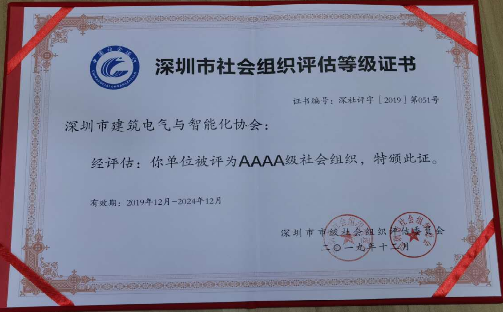 深圳市社会组织评估等级证书
证书编号：深社评字［2019］第051号
深圳市建筑电气与智能化协会：
经评估：你单位被评为AAAA级社会组织，特颁此证。
有效期：2019年12月-2024年12月
深圳市市级社会组织评估委员会
二〇一九年十二月